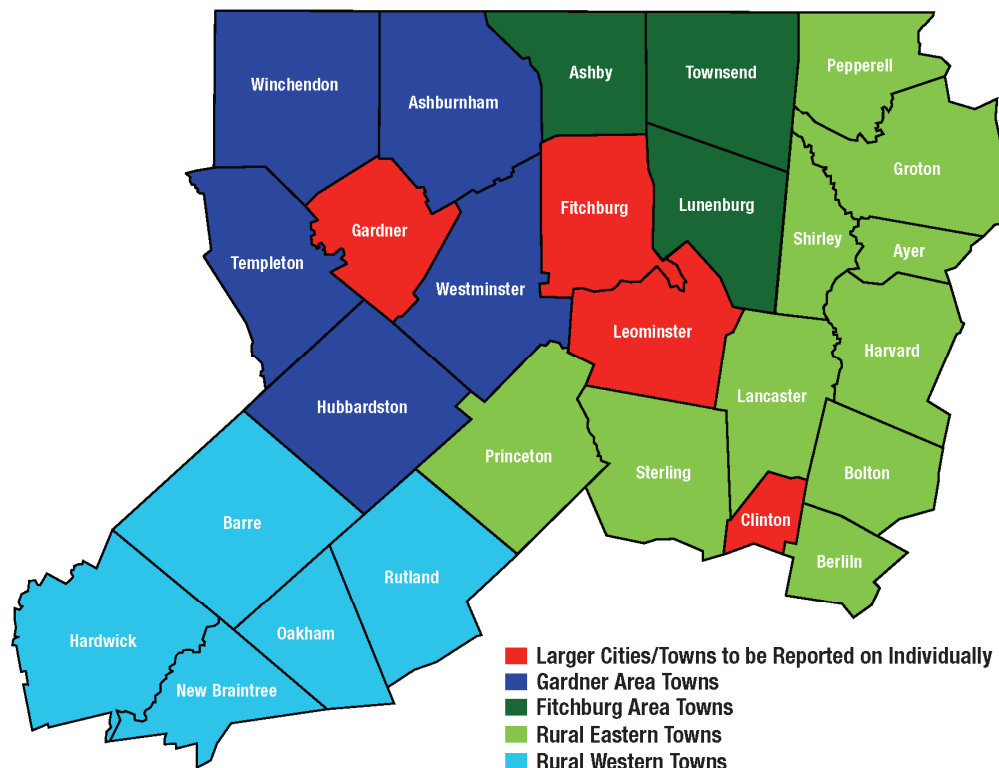 Winchendon
Ashburnham
Ashby
Townsend
Pepperell
Groton
Gardner
Fitchburg
Lunenburg
Shirley
Ayer
Templeton
Westminster
Leominster
Harvard
Hubbardston
Lancaster
Princeton
Sterling
Bolton
Barre
Clinton
Berliln
Rutland
Hardwick
Oakham
New Braintree
Larger Cities/Towns to be Reported on Individually
Gardner Area Towns
Fitchburg Area Towns
Rural Eastern Towns
Rural Western Towns